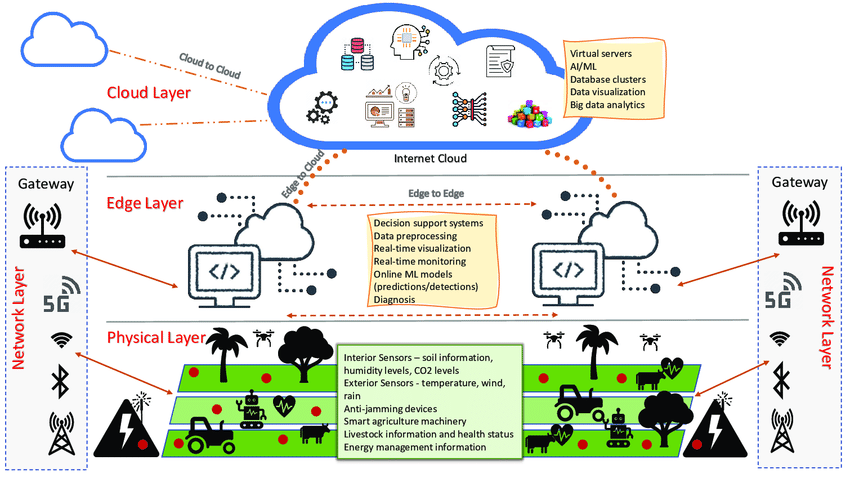 Cloud to Cloud
Cloud Layer
Virtual servers
AI/ML
Database clusters
Data visualization
Big data analytics
Internet Cloud
Edge to Cloud
Gateway
5G
Network Layer
Edge Layer
Edge to Edge
Decision support systems
Data preprocessing
Real-time visualization
Real-time monitoring
Online ML models
(predictions/detections)
Diagnosis
Physical Layer
Interior Sensors – soil information,
humidity levels, CO2 levels
Exterior Sensors - temperature, wind,
rain
Anti-jamming devices
Smart agriculture machinery
Livestock information and health status
Energy management information
Gateway
5G
Network Layer